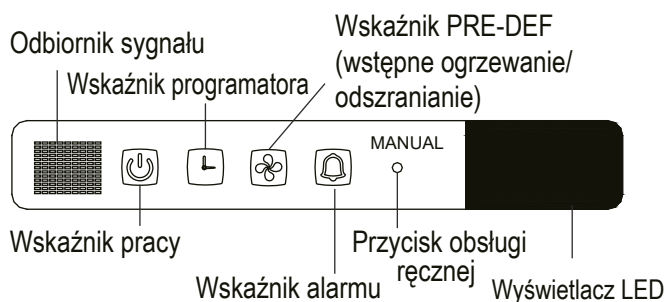 Odbiornik sygnału
Wskaźnik programatora
Wskaźnik PRE-DEF
(wstępne ogrzewanie/
odszranianie)
MANUAL
Wskaźnik pracy
Wskaźnik alarmu
Przycisk obsługi
ręcznej
Wyświetlacz LED